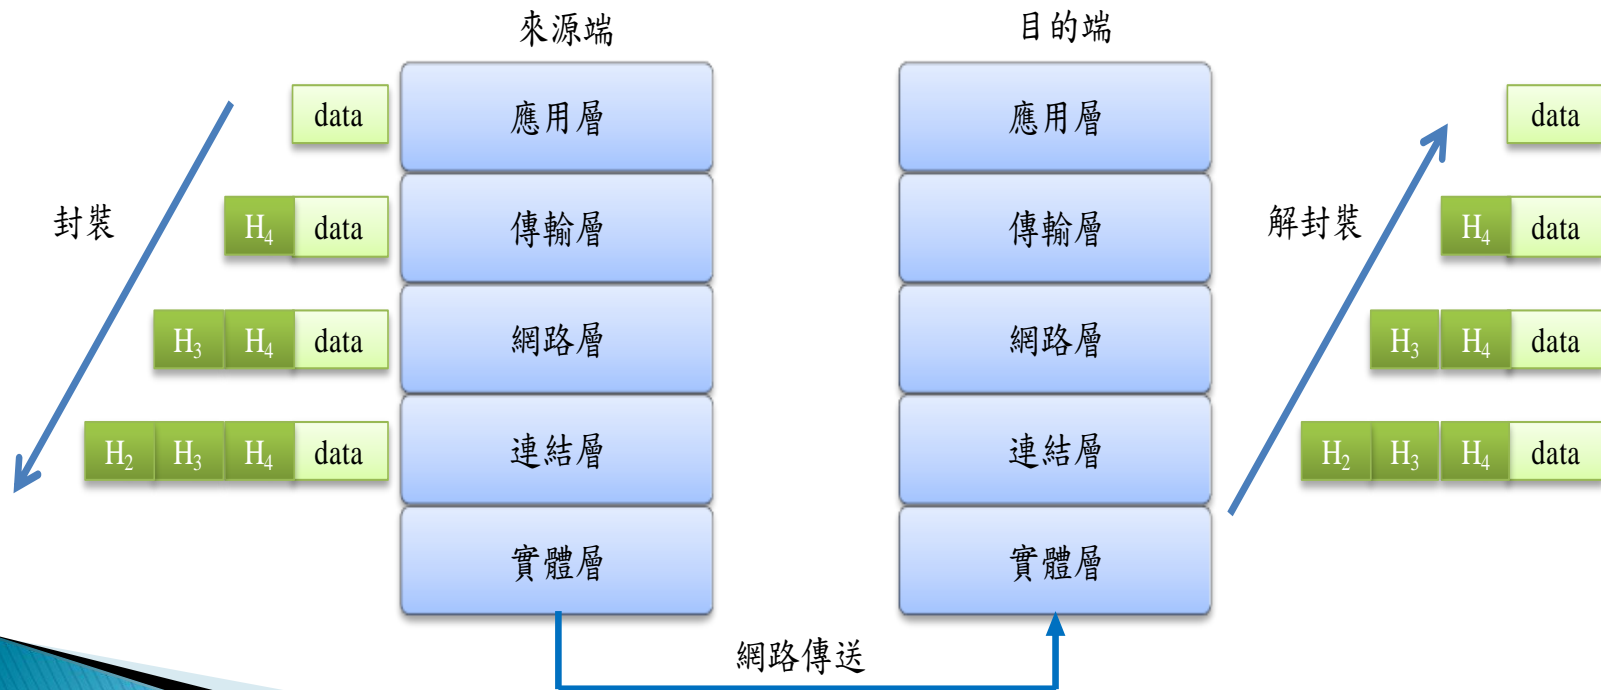 來源端 目的端
data 應用層 應用層 data
封裝 H₄ data 傳輸層 傳輸層 解封裝 H₄ data
H₃ H₄ data 網路層 網路層 H₃ H₄ data
H₂ H₃ H₄ data 連結層 連結層 H₂ H₃ H₄ data
實體層 實體層
網路傳送